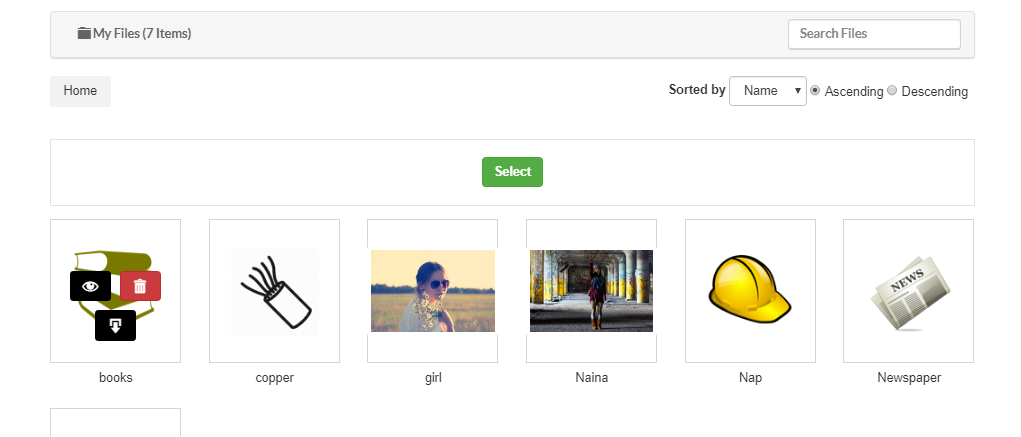 My Files (7 Items)
Search Files
Home
Sorted by Name Ascending Descending
Select
NEWS
books
copper
girl
Naina
Nap
Newspaper